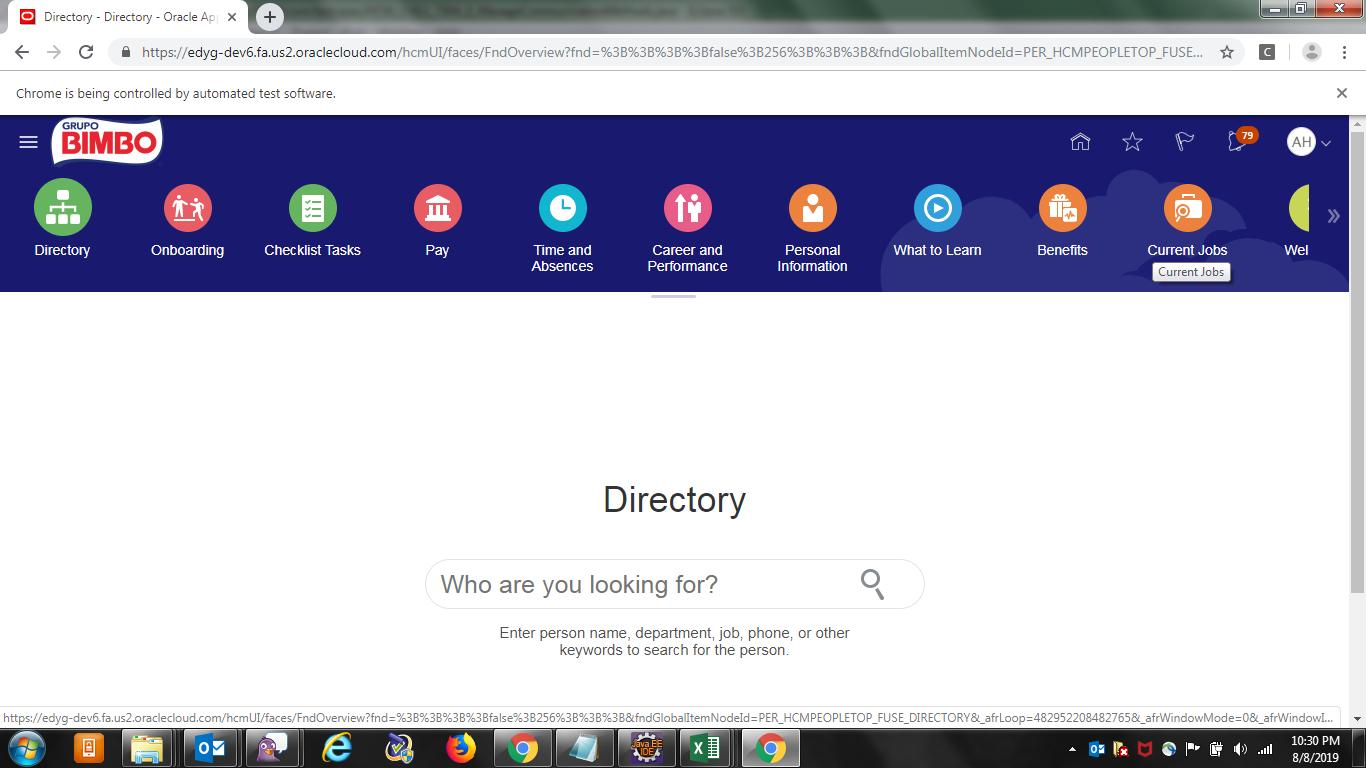 Directory - Directory - Oracle Ap
https://edyg-dev6.fa.us2.oraclecloud.com/hcmUI/faces/FndOverview?fnd=%3B%3B%3B%3Bfalse%3B256%3B%3B%3B&fndGlobalItemNodeId=PER_HCMPEOPLETOP_FUSE...
C
Chrome is being controlled by automated test software.
GRUPO
BIMBO
79
AH
Directory
Onboarding
Checklist Tasks
Pay
Time and
Absences
Career and
Performance
Personal
Information
What to Learn
Benefits
Current Jobs
Wel
Current Jobs
Directory
Who are you looking for?
Enter person name, department, job, phone, or other
keywords to search for the person.
https://edyg-dev6.fa.us2.oraclecloud.com/hcmUI/faces/FndOverview?fnd=%3B%3B%3B%3Bfalse%3B256%3B%3B%3B&fndGlobalItemNodeId=PER_HCMPEOPLETOP_FUSE_DIRECTORY&_afrLoop=482952208482765&_afrWindowMode=0&_afrWindowI...
Java EE
IDE
10:30 PM
8/8/2019